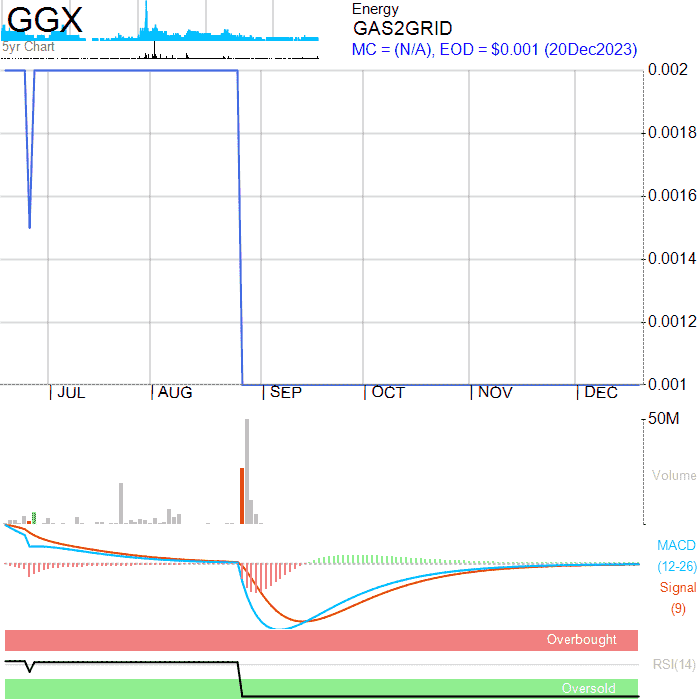 GGX
5yr Chart
Energy
GAS2GRID
MC = (N/A), EOD = $0.001 (20Dec2023)
0.002
0.0018
0.0016
0.0014
0.0012
0.001
JUL AUG SEP OCT NOV DEC
50M
Volume
MACD
(12-26)
Signal
(9)
Overbought
RSI(14)
Oversold